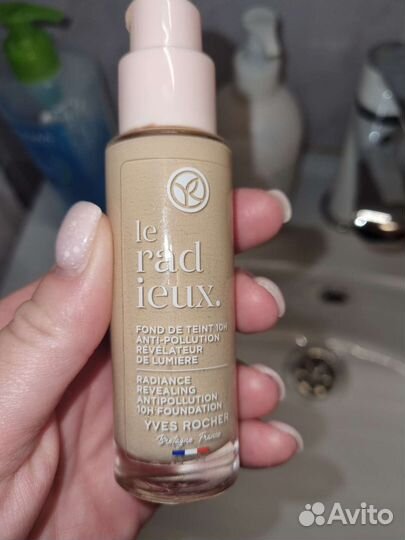 le
rad
ieux.
FOND DE TEINT 10H
ANTI-POLLUTION
RÉVÉLATEUR
DE LUMIÈRE
RADIANCE
REVEALING
ANTIPOLLUTION
10H FOUNDATION
YVES ROCHER
Bretagne, France
Avito